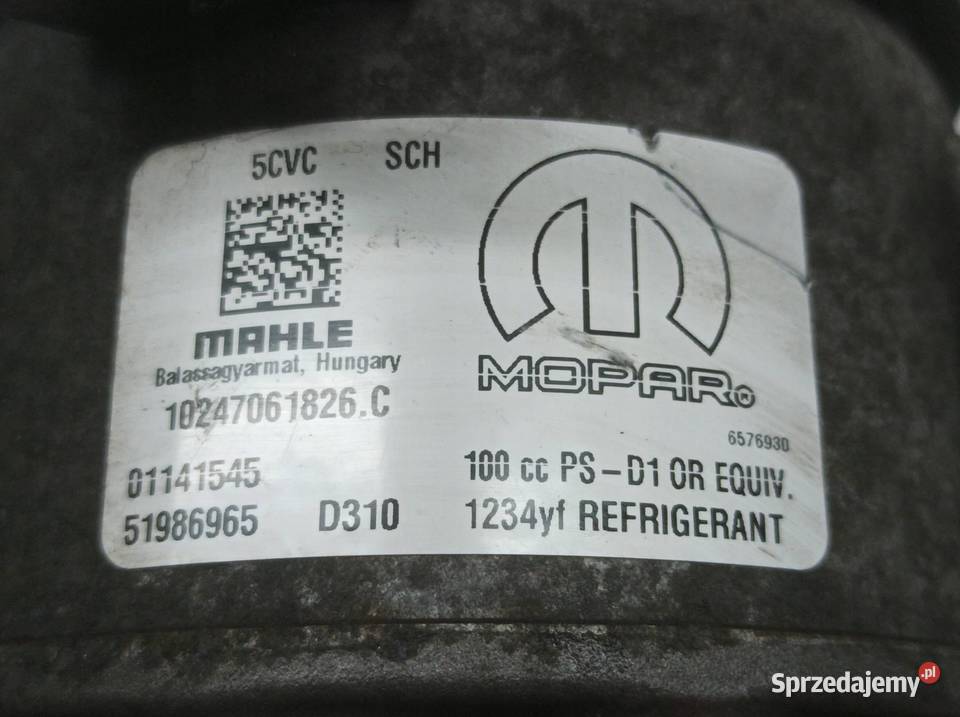 5CVC SCH
MAHLE
Balassagyarmat, Hungary
10247061826.C
MOPAR®
6576930
01141545
100 cc PS-D1 OR EQUIV.
51986965 D310
1234yf REFRIGERANT
Sprzedajemy.pl